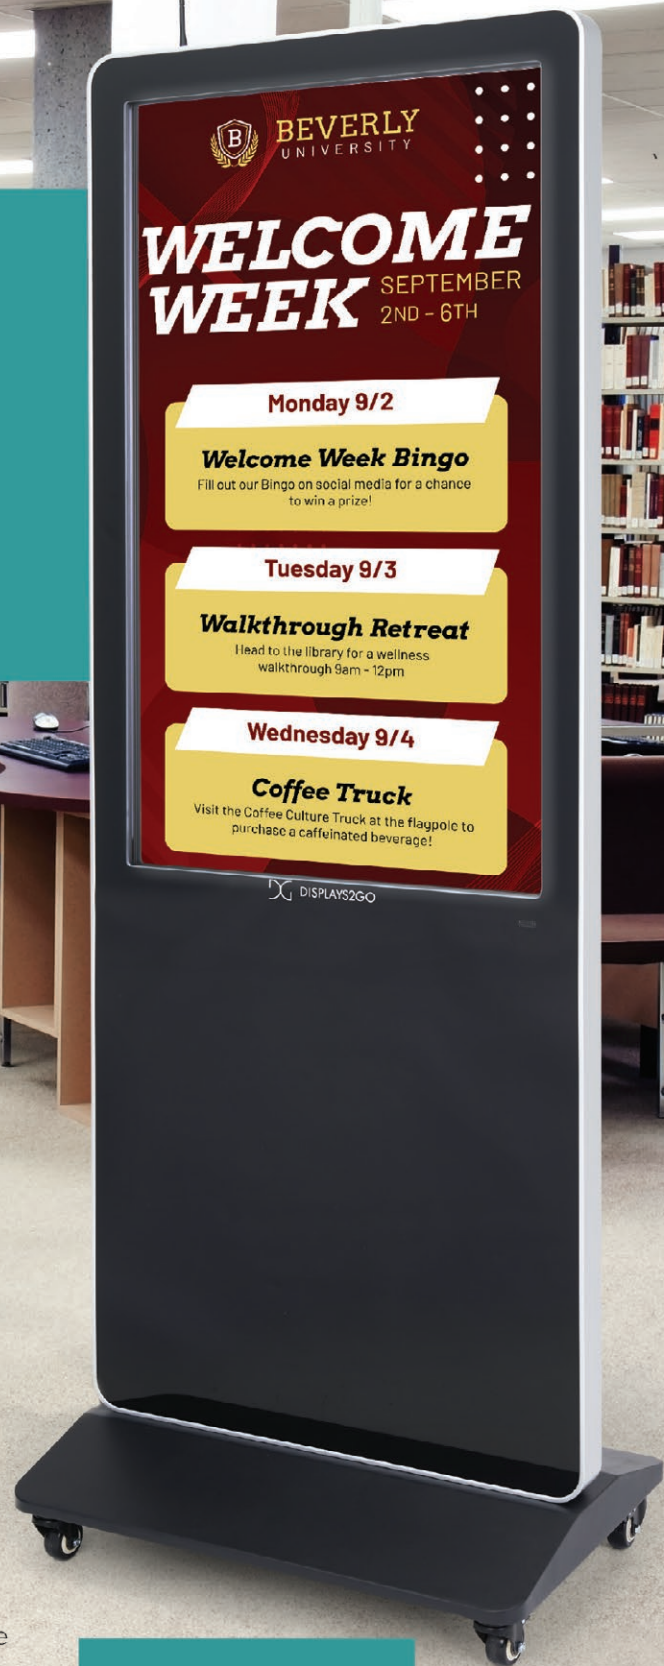 B
BEVERLY
UNIVERSITY
WELCOME
WEEK
SEPTEMBER
2ND - 6TH
Monday 9/2
Welcome Week Bingo
Fill out our Bingo on social media for a chance
to win a prize!
Tuesday 9/3
Walkthrough Retreat
Head to the library for a wellness
walkthrough 9am - 12pm
Wednesday 9/4
Coffee Truck
Visit the Coffee Culture Truck at the flagpole to
purchase a caffeinated beverage!
DISPLAYS2GO